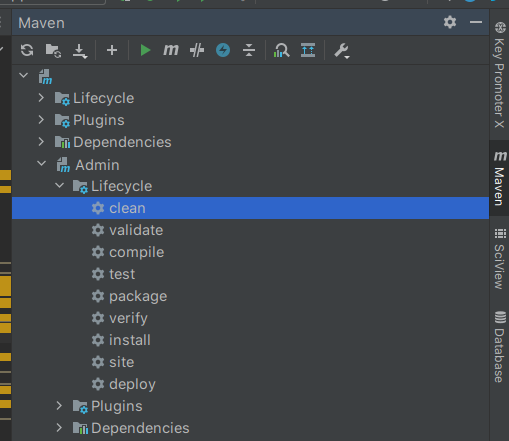 Maven
m
Lifecycle
Plugins
Dependencies
Admin
Lifecycle
clean
validate
compile
test
package
verify
install
site
deploy
Plugins
Dependencies
Key Promoter X
m Maven
SciView
Database